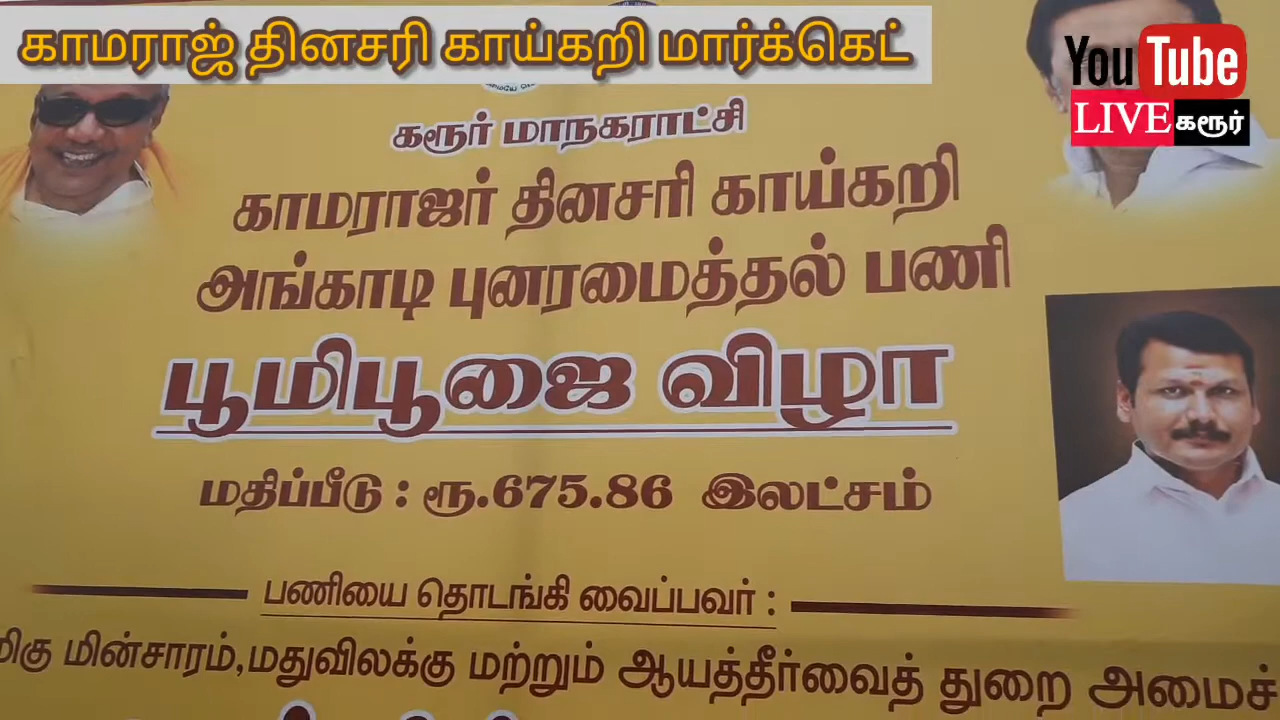 காமராஜ் தினசரி காய்கறி மார்க்கெட்
YouTube
LIVE கரூர்
கரூர் மாநகராட்சி
காமராஜர் தினசரி காய்கறி
அங்காடி புனரமைத்தல் பணி
பூமிபூஜை விழா
மதிப்பீடு : ரூ.675.86 இலட்சம்
பணியை தொடங்கி வைப்பவர் :
மின்சாரம்,மதுவிலக்கு மற்றும் ஆயத்தீர்வைத் துறை